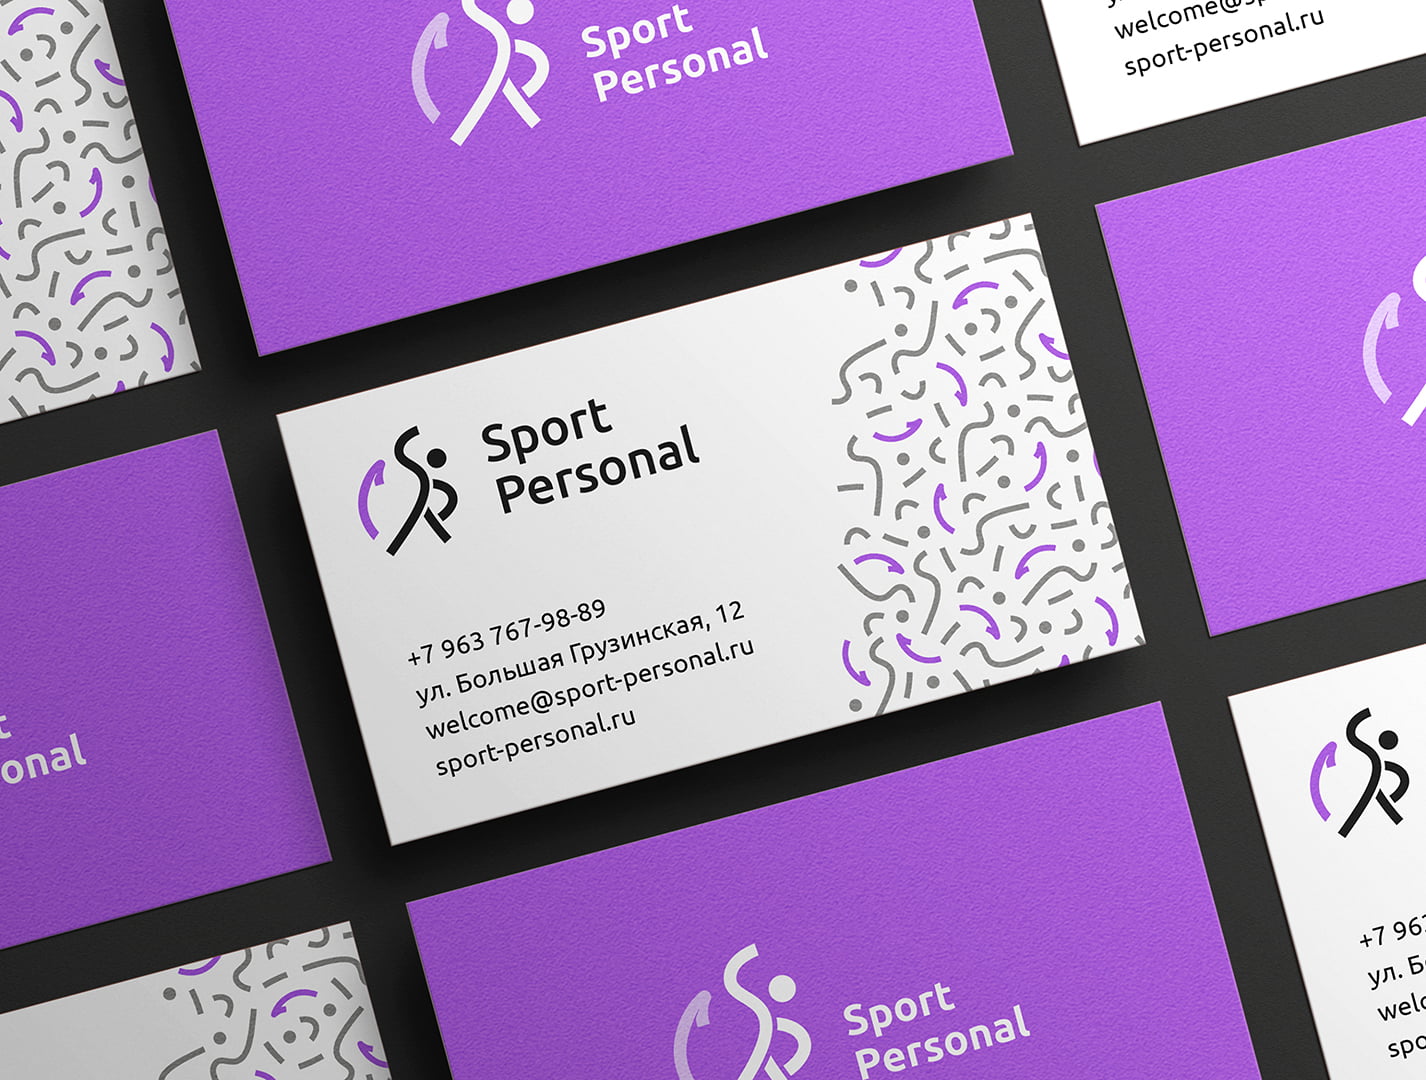 Sport
Personal
welcome@sp
sport-personal.ru
Sport
Personal
+7 963 767-98-89
ул. Большая Грузинская, 12
welcome@sport-personal.ru
sport-personal.ru
t
onal
Sport
Personal
+7 963
ул. Б
welc
spo